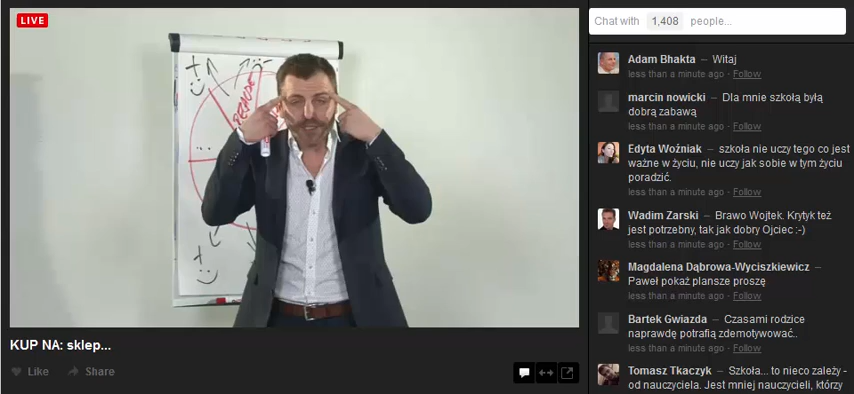 LIVE
Chat with 1,408 people...
Adam Bhakta – Witaj
less than a minute ago · Follow
marcin nowicki – Dla mnie szkołą byłą
dobrą zabawą
less than a minute ago · Follow
Edyta Woźniak – szkoła nie uczy tego co jest
ważne w życiu, nie uczy jak sobie w tym życiu
poradzić.
less than a minute ago · Follow
Wadim Zarski – Brawo Wojtek. Krytyk też
jest potrzebny, tak jak dobry Ojciec :-)
less than a minute ago · Follow
Magdalena Dąbrowa-Wyciszkiewicz –
Paweł pokaż plansze proszę
less than a minute ago · Follow
Bartek Gwiazda – Czasami rodzice
naprawdę potrafią zdemotywować..
less than a minute ago · Follow
Tomasz Tkaczyk – Szkoła... to nieco zależy -
od nauczyciela. Jest mniej nauczycieli, którzy
KUP NA: sklep...
Like Share